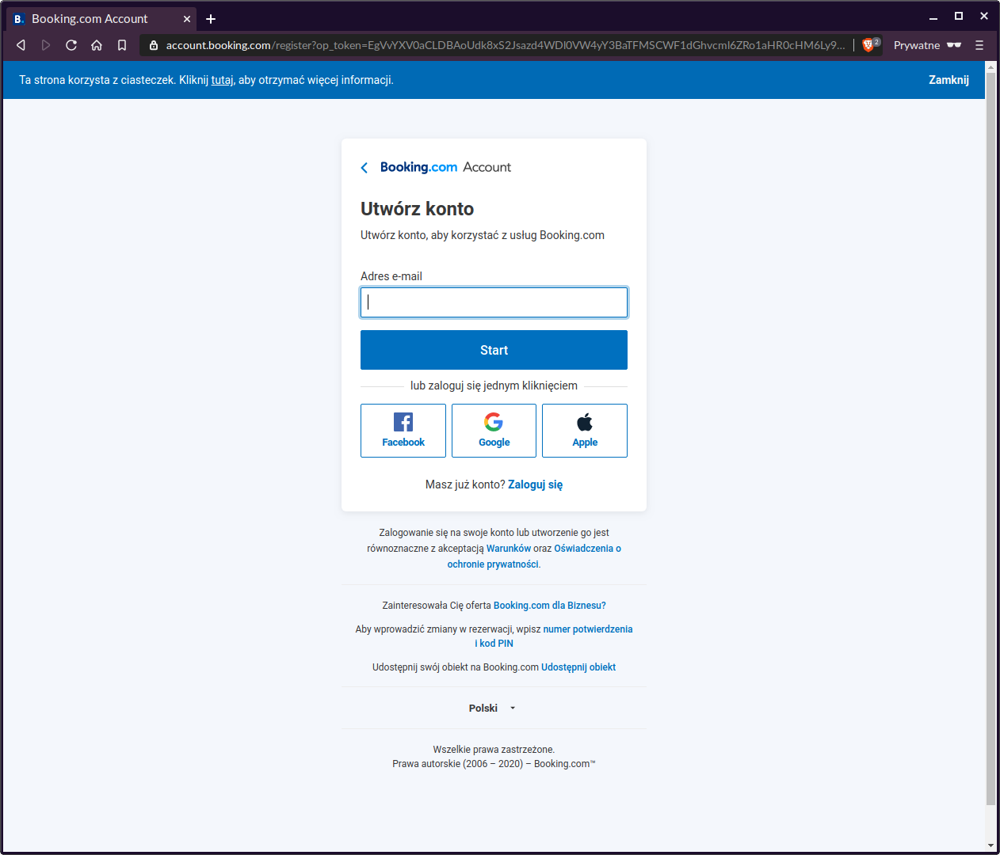 B. Booking.com Account
account.booking.com/register?op_token=EgVvYXV0aCLDBAoUdk8xS2Jsazd4WDl0VW4yY3BaTFMSCWF1dGhvcml6ZRo1aHR0cHM6Ly9... 2 Prywatne
Ta strona korzysta z ciasteczek. Kliknij tutaj, aby otrzymać więcej informacji. Zamknij
Booking.com Account
Utwórz konto
Utwórz konto, aby korzystać z usług Booking.com
Adres e-mail
Start
lub zaloguj się jednym kliknięciem
Facebook Google Apple
Masz już konto? Zaloguj się
Zalogowanie się na swoje konto lub utworzenie go jest
równoznaczne z akceptacją Warunków oraz Oświadczenia o
ochronie prywatności.
Zainteresowała Cię oferta Booking.com dla Biznesu?
Aby wprowadzić zmiany w rezerwacji, wpisz numer potwierdzenia
i kod PIN
Udostępnij swój obiekt na Booking.com Udostępnij obiekt
Polski
Wszelkie prawa zastrzeżone.
Prawa autorskie (2006 – 2020) – Booking.com™